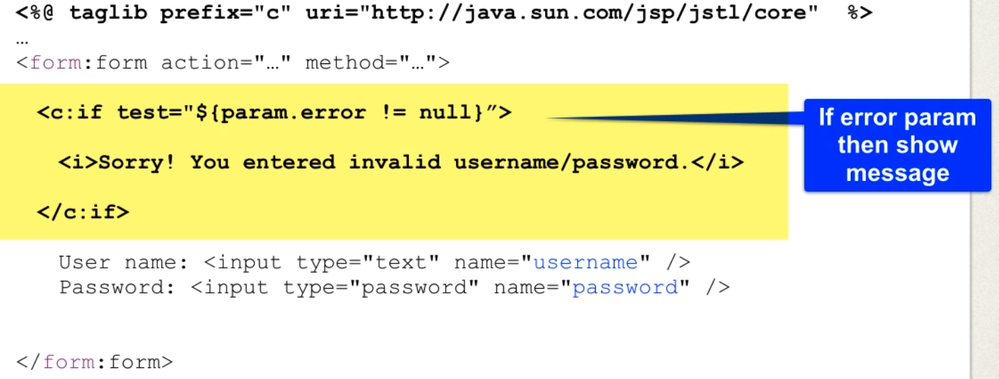 <%@ taglib prefix="c" uri="http://java.sun.com/jsp/jstl/core"  %>
…
<form:form action="…" method="…">
<c:if test="${param.error != null}″>
If error param
then show
message
<i>Sorry! You entered invalid username/password.</i>
</c:if>
User name: <input type="text" name="username" />
Password: <input type="password" name="password" />
</form:form>